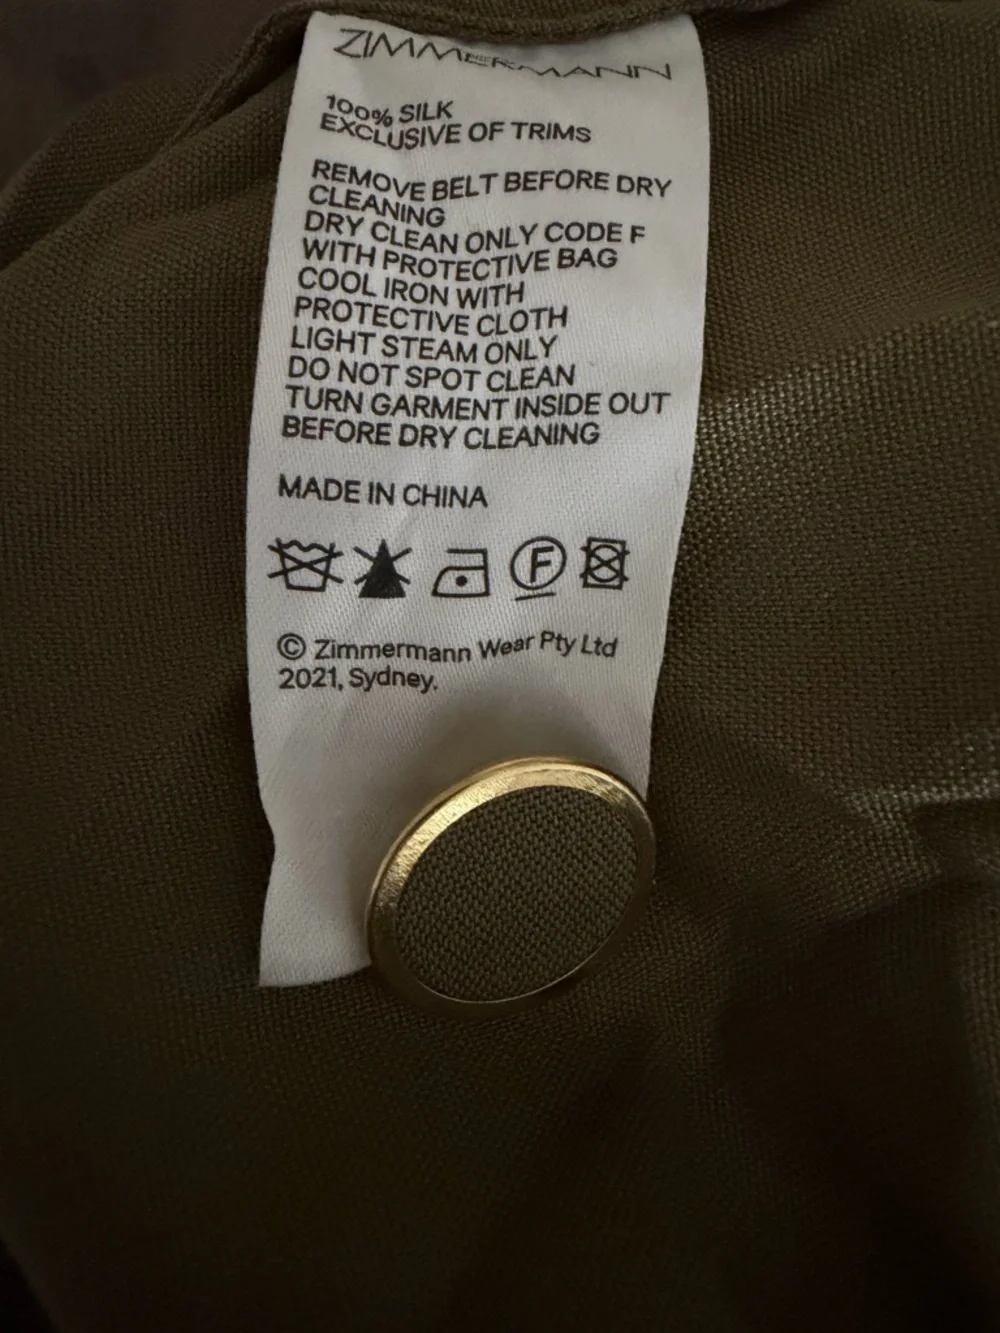 ZIMMERMANN
100% SILK
EXCLUSIVE OF TRIMS
REMOVE BELT BEFORE DRY
CLEANING
DRY CLEAN ONLY CODE F
WITH PROTECTIVE BAG
COOL IRON WITH
PROTECTIVE CLOTH
LIGHT STEAM ONLY
DO NOT SPOT CLEAN
TURN GARMENT INSIDE OUT
BEFORE DRY CLEANING
MADE IN CHINA
F
© Zimmermann Wear Pty Ltd
2021, Sydney.